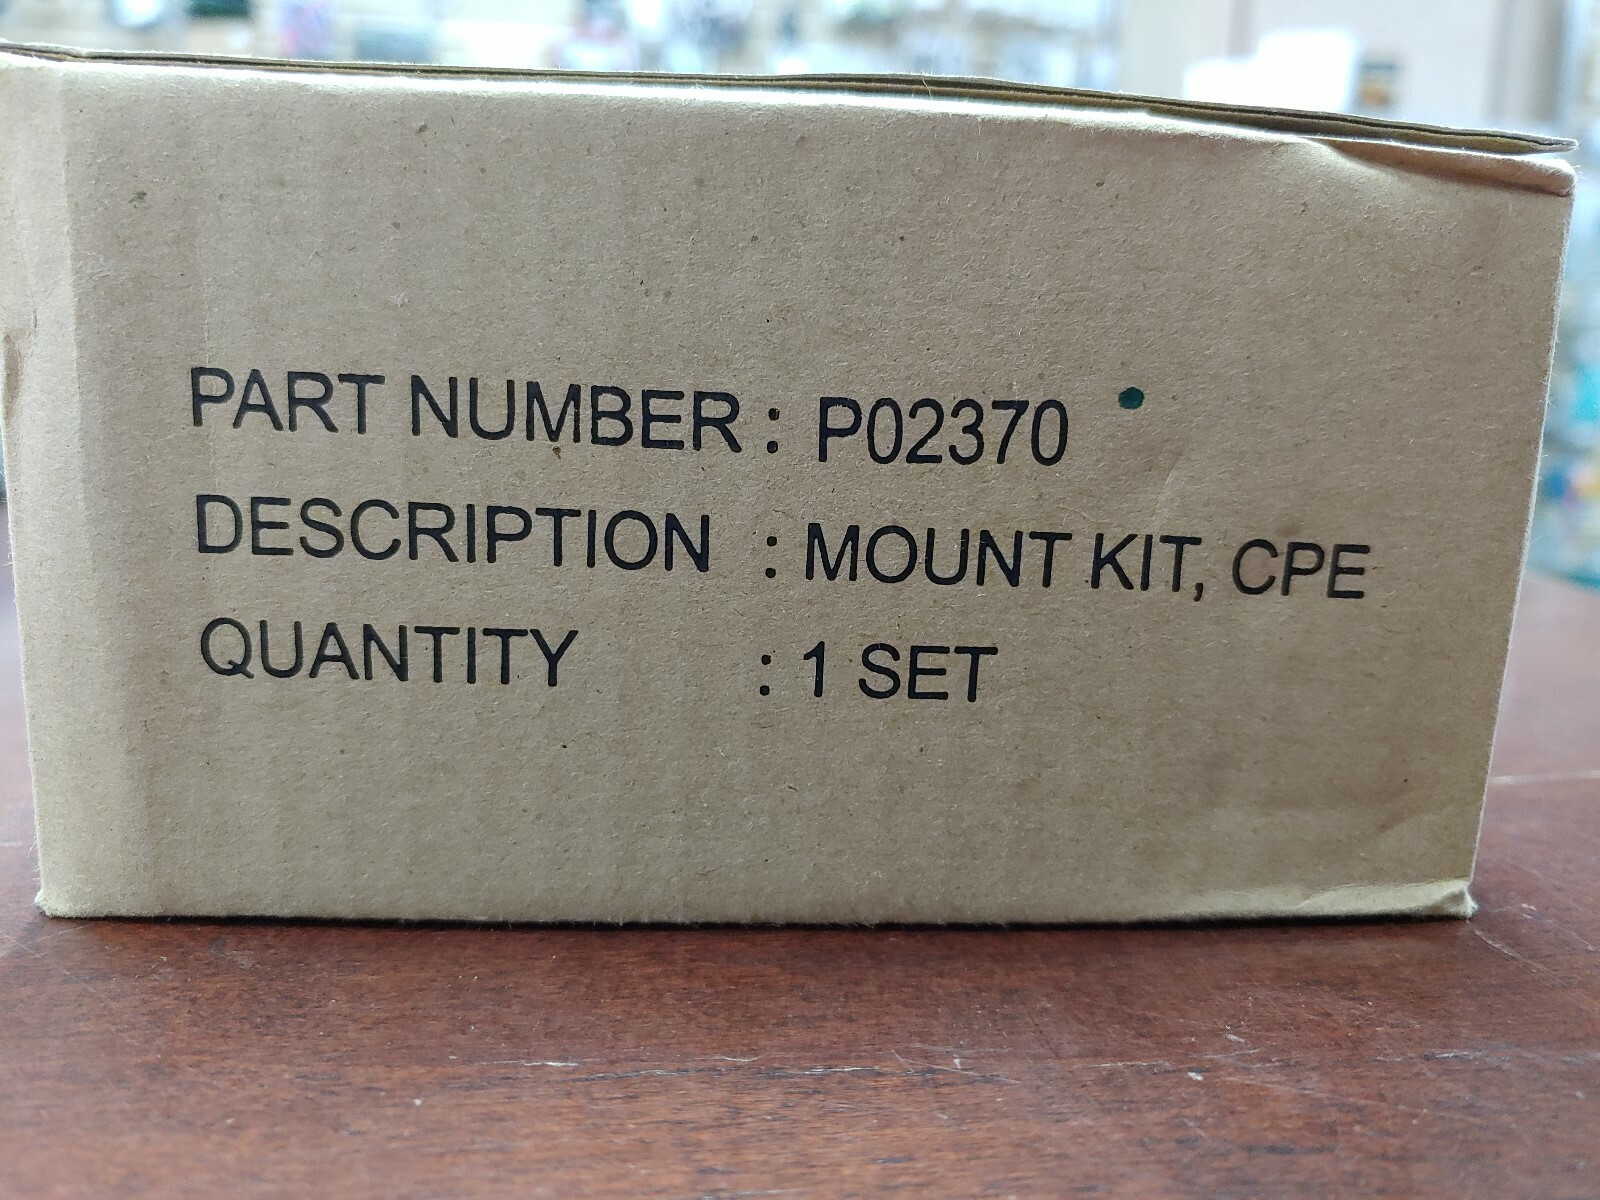 PART NUMBER : P02370
DESCRIPTION : MOUNT KIT, CPE
QUANTITY : 1 SET